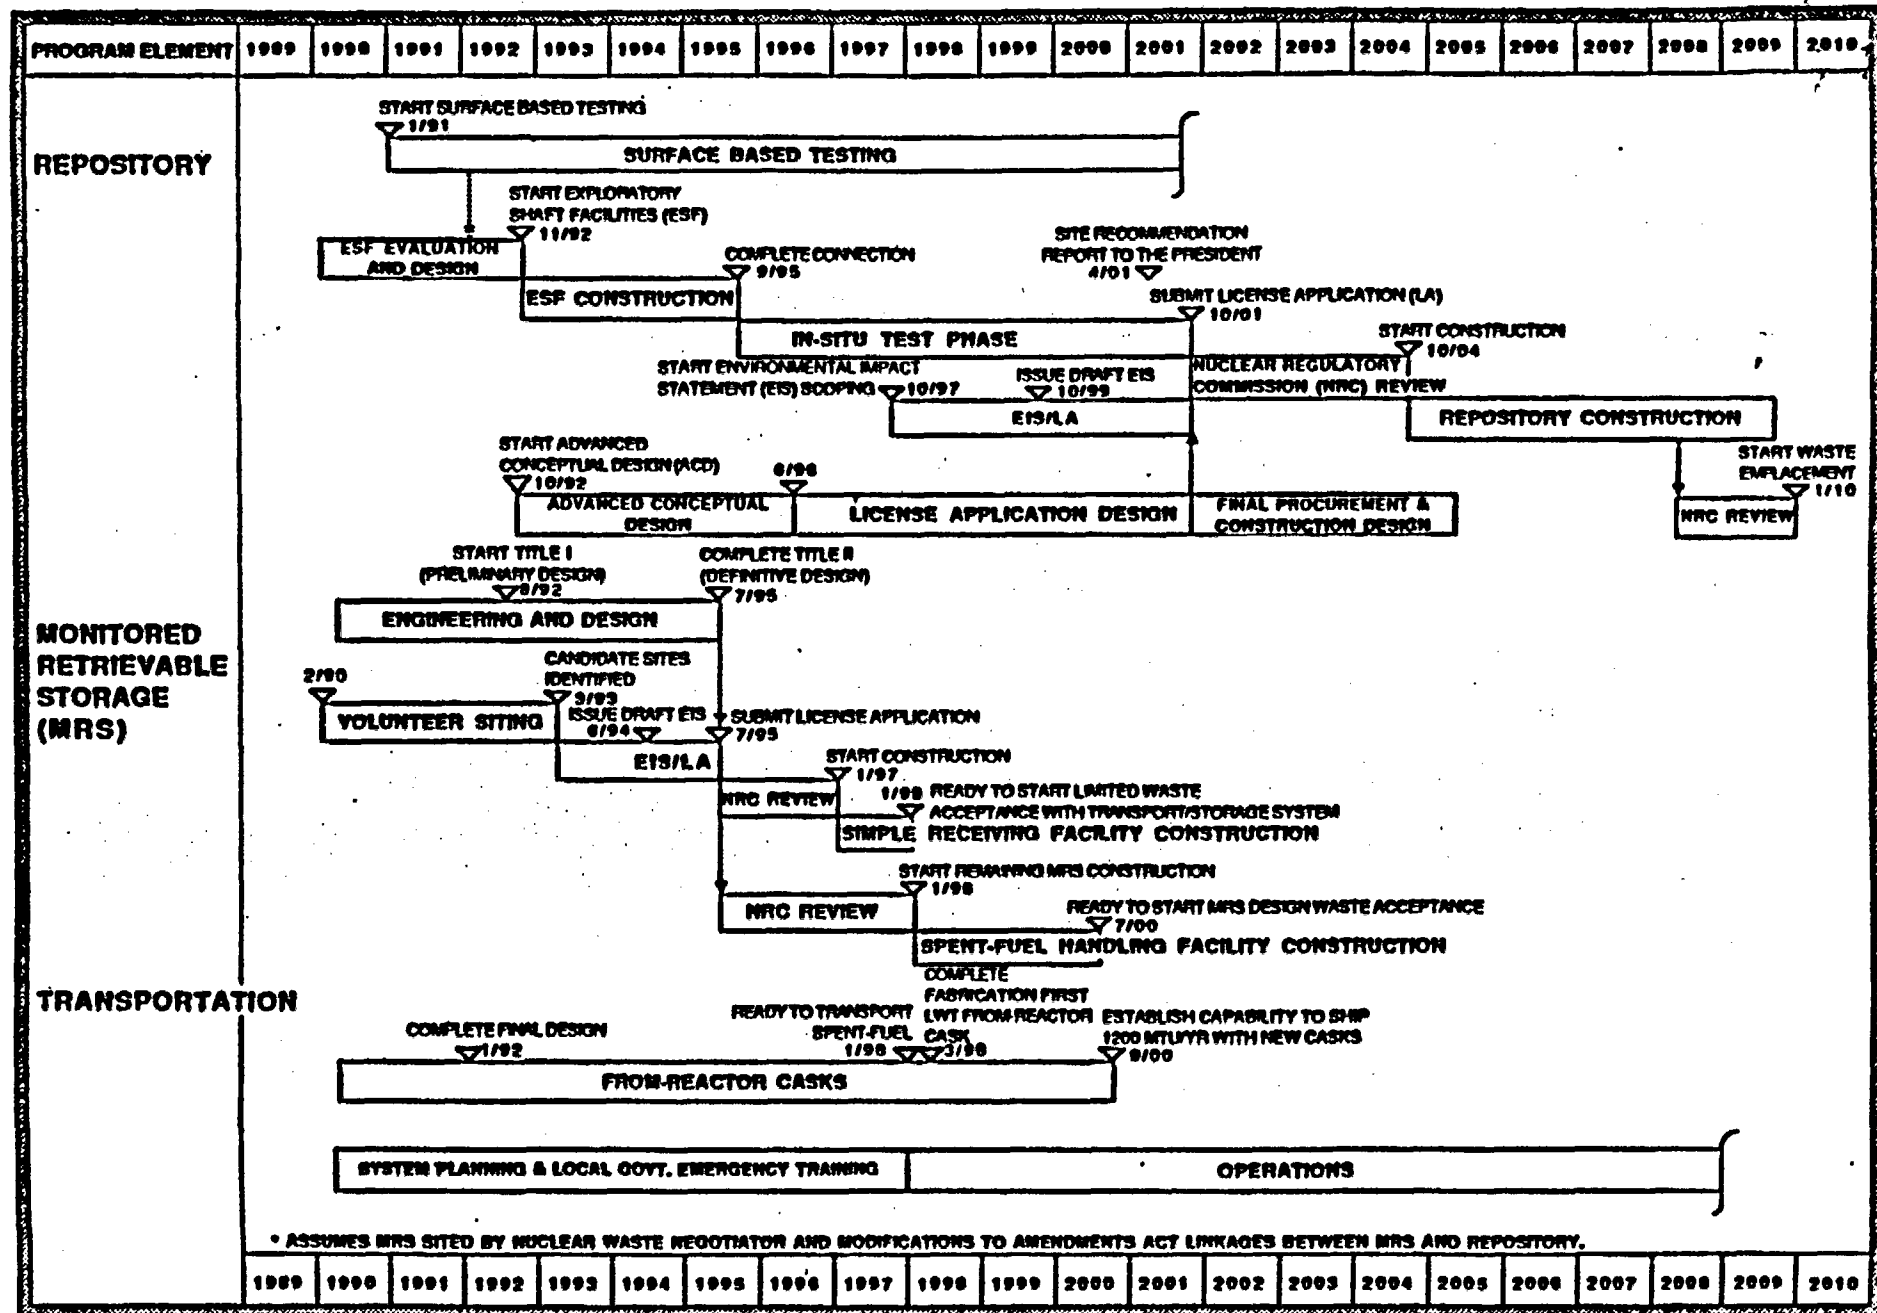 PROGRAM ELEMENT 1989 1990 1991 1992 1993 1994 1995 1996 1997 1998 1999 2000 2001 2002 2003 2004 2005 2006 2007 2008 2009 2010
REPOSITORY
START SURFACE BASED TESTING
1/91
SURFACE BASED TESTING
START EXPLORATORY
SHAFT FACILITIES (ESF)
11/92
ESF EVALUATION
AND DESIGN
COMPLETE CONNECTION
9/95
ESF CONSTRUCTION
SITE RECOMMENDATION
REPORT TO THE PRESIDENT
4/01
SUBMIT LICENSE APPLICATION (LA)
10/01
IN-SITU TEST PHASE
START CONSTRUCTION
10/04
START ENVIRONMENTAL IMPACT
STATEMENT (EIS) SCOPING 10/97
ISSUE DRAFT EIS
10/99
NUCLEAR REGULATORY
COMMISSION (NRC) REVIEW
EIS/LA
REPOSITORY CONSTRUCTION
START ADVANCED
CONCEPTUAL DESIGN (ACD)
10/92
6/96
ADVANCED CONCEPTUAL
DESIGN
LICENSE APPLICATION DESIGN
FINAL PROCUREMENT &
CONSTRUCTION DESIGN
START WASTE
EMPLACEMENT
1/10
NRC REVIEW
MONITORED
RETRIEVABLE
STORAGE
(MRS)
START TITLE I
(PRELIMINARY DESIGN)
8/92
COMPLETE TITLE II
(DEFINITIVE DESIGN)
7/95
ENGINEERING AND DESIGN
2/90
CANDIDATE SITES
IDENTIFIED
3/93
VOLUNTEER SITING
ISSUE DRAFT EIS
6/94
SUBMIT LICENSE APPLICATION
7/95
EIS/LA
START CONSTRUCTION
1/97
NRC REVIEW
1/98 READY TO START LIMITED WASTE
ACCEPTANCE WITH TRANSPORT/STORAGE SYSTEM
SIMPLE RECEIVING FACILITY CONSTRUCTION
START REMAINING MRS CONSTRUCTION
1/98
NRC REVIEW
READY TO START MRS DESIGN WASTE ACCEPTANCE
7/00
SPENT-FUEL HANDLING FACILITY CONSTRUCTION
TRANSPORTATION
COMPLETE FINAL DESIGN
1/92
READY TO TRANSPORT
SPENT-FUEL
1/98
COMPLETE
FABRICATION FIRST
LWT FROM-REACTOR
CASK
3/98
ESTABLISH CAPABILITY TO SHIP
1200 MTU/YR WITH NEW CASKS
9/00
FROM-REACTOR CASKS
SYSTEM PLANNING & LOCAL GOVT. EMERGENCY TRAINING
OPERATIONS
* ASSUMES MRS SITED BY NUCLEAR WASTE NEGOTIATOR AND MODIFICATIONS TO AMENDMENTS ACT LINKAGES BETWEEN MRS AND REPOSITORY.
1989 1990 1991 1992 1993 1994 1995 1996 1997 1998 1999 2000 2001 2002 2003 2004 2005 2006 2007 2008 2009 2010